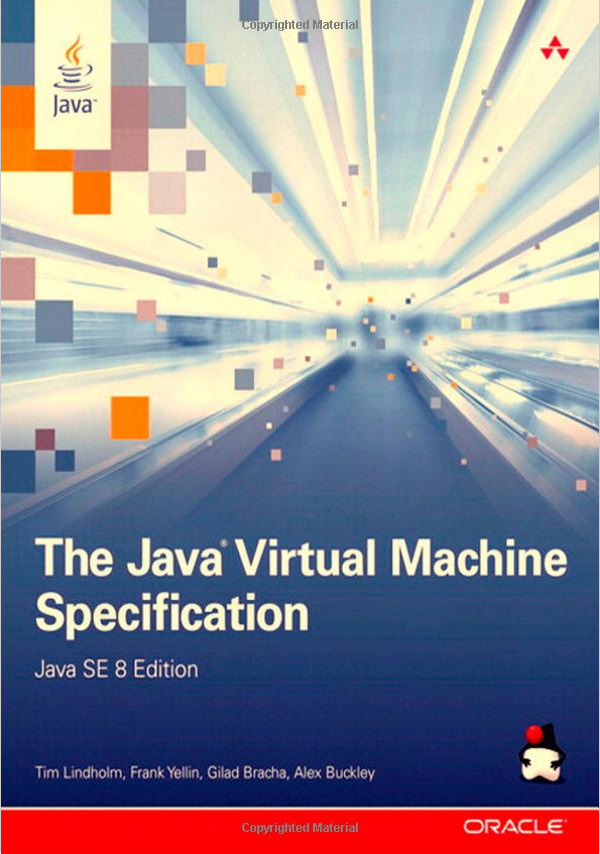 Copyrighted Material
Java™
The Java® Virtual Machine
Specification
Java SE 8 Edition
Tim Lindholm, Frank Yellin, Gilad Bracha, Alex Buckley
Copyrighted Material
ORACLE®